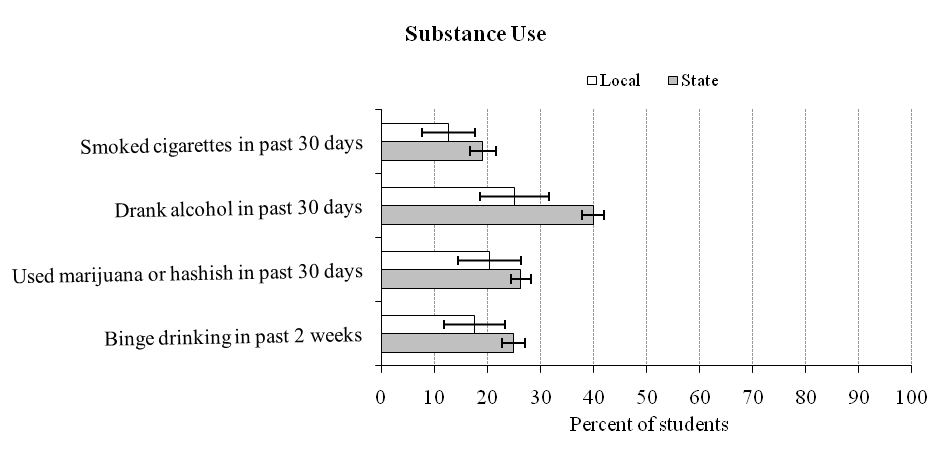 Substance Use
Local State
Smoked cigarettes in past 30 days
Drank alcohol in past 30 days
Used marijuana or hashish in past 30 days
Binge drinking in past 2 weeks
0 10 20 30 40 50 60 70 80 90 100
Percent of students